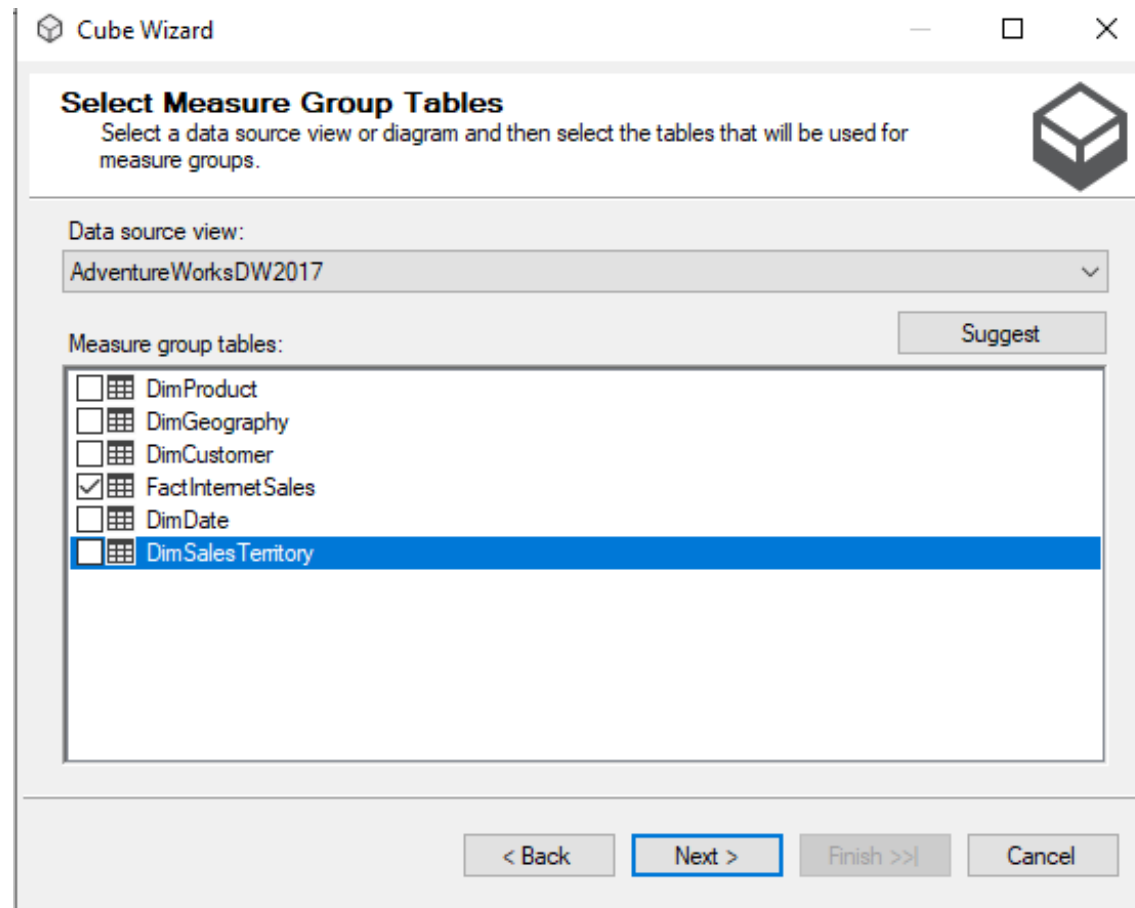 Cube Wizard
Select Measure Group Tables
Select a data source view or diagram and then select the tables that will be used for
measure groups.
Data source view:
AdventureWorksDW2017
Suggest
Measure group tables:
DimProduct
DimGeography
DimCustomer
FactInternetSales
DimDate
DimSalesTerritory
< Back Next > Finish >>| Cancel